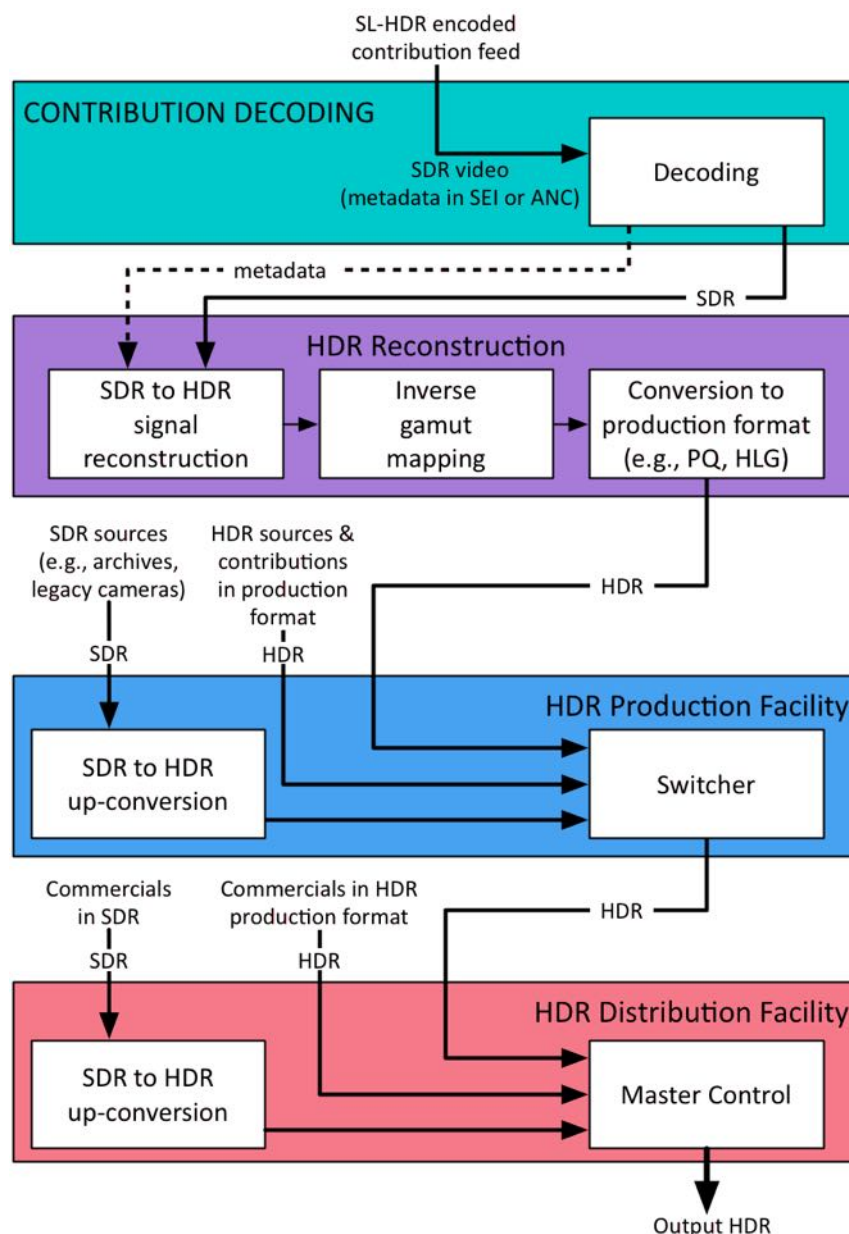 SL-HDR encoded
contribution feed
CONTRIBUTION DECODING
SDR video
(metadata in SEI or ANC)
Decoding
metadata
SDR
HDR Reconstruction
SDR to HDR
signal
reconstruction
Inverse
gamut
mapping
Conversion to
production format
(e.g., PQ, HLG)
SDR sources
(e.g., archives,
legacy cameras)
HDR sources &
contributions
in production
format
HDR
SDR
HDR
HDR Production Facility
SDR to HDR
up-conversion
Switcher
Commercials
in SDR
Commercials in HDR
production format
HDR
SDR
HDR
HDR Distribution Facility
SDR to HDR
up-conversion
Master Control
Output HDR